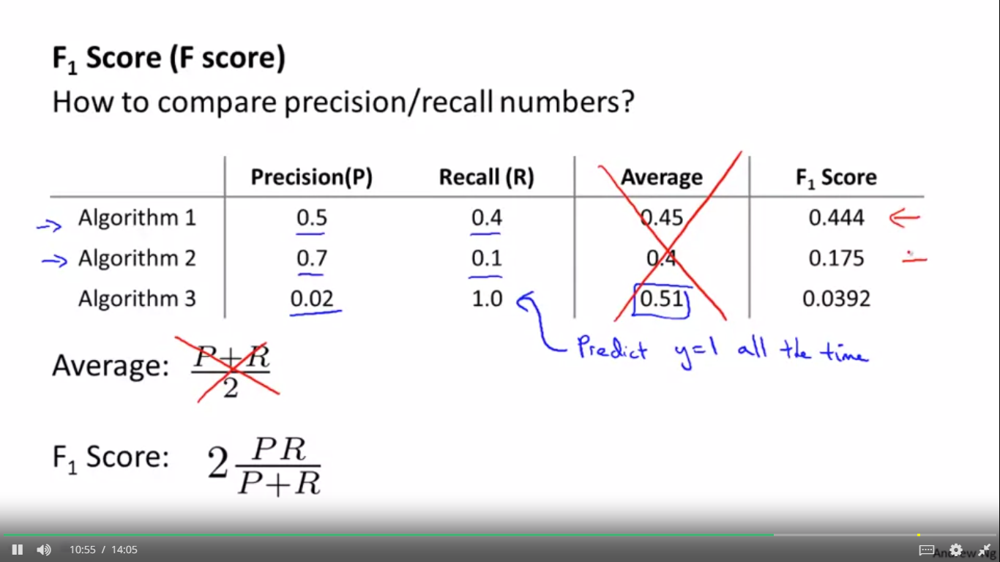 F₁ Score (F score)
How to compare precision/recall numbers?
Precision(P) Recall (R) Average F₁ Score
Algorithm 1 0.5 0.4 0.45 0.444
Algorithm 2 0.7 0.1 0.4 0.175
Algorithm 3 0.02 1.0 0.51 0.0392
Predict y=1 all the time
Average: P+R / 2
F₁ Score: 2 PR / P+R
10:55 / 14:05
Andrew Ng